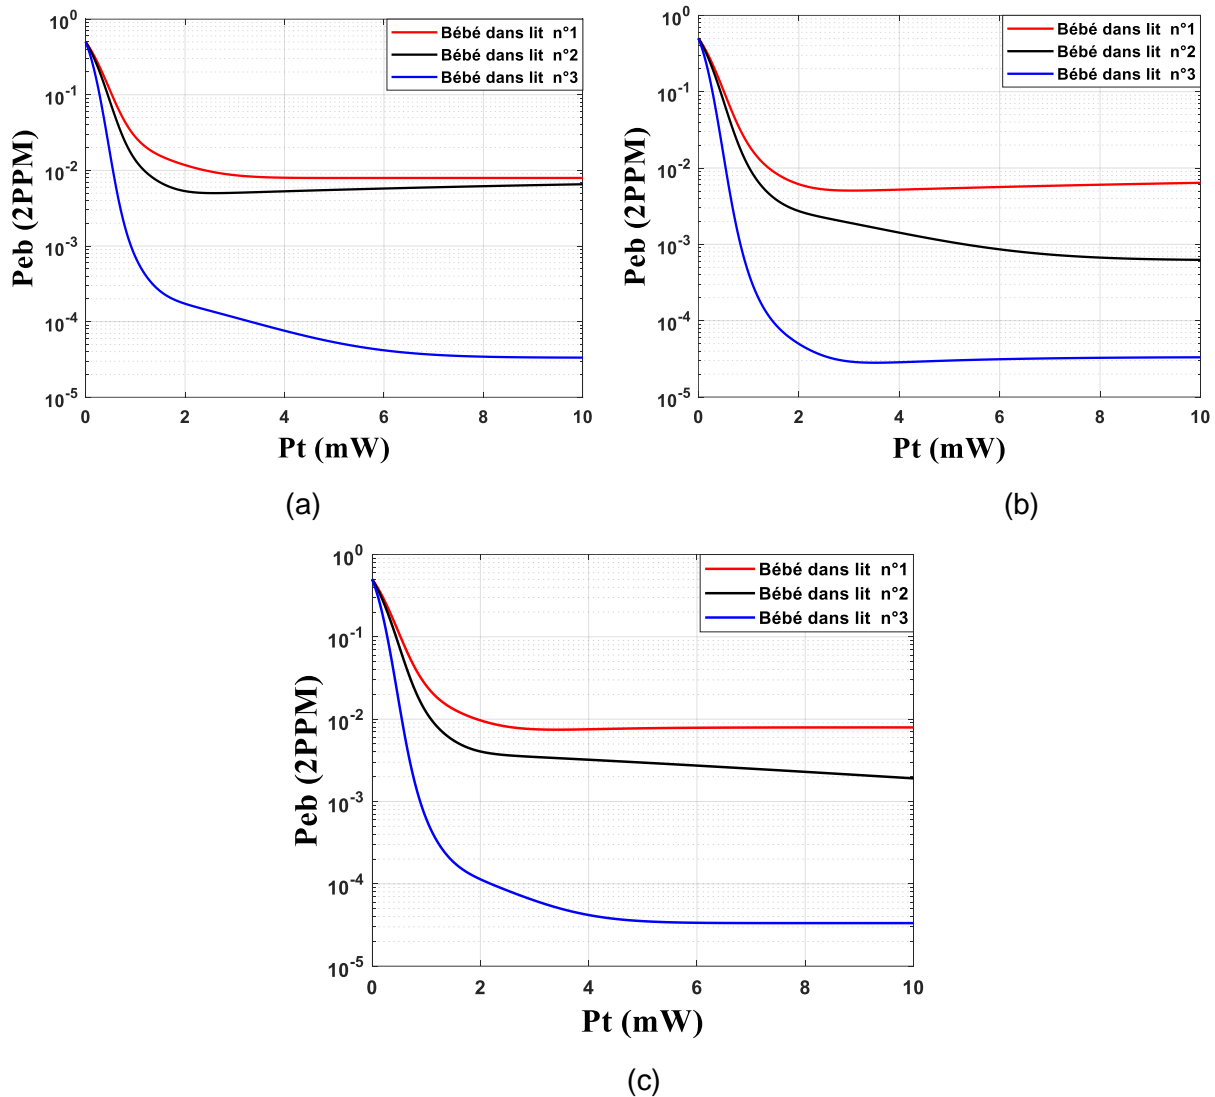 Peb (2PPM)
10^0
10^-1
10^-2
10^-3
10^-4
10^-5
Bébé dans lit n°1
Bébé dans lit n°2
Bébé dans lit n°3
0 2 4 6 8 10
Pt (mW)
(a)
Peb (2PPM)
10^0
10^-1
10^-2
10^-3
10^-4
10^-5
Bébé dans lit n°1
Bébé dans lit n°2
Bébé dans lit n°3
0 2 4 6 8 10
Pt (mW)
(b)
Peb (2PPM)
10^0
10^-1
10^-2
10^-3
10^-4
10^-5
Bébé dans lit n°1
Bébé dans lit n°2
Bébé dans lit n°3
0 2 4 6 8 10
Pt (mW)
(c)